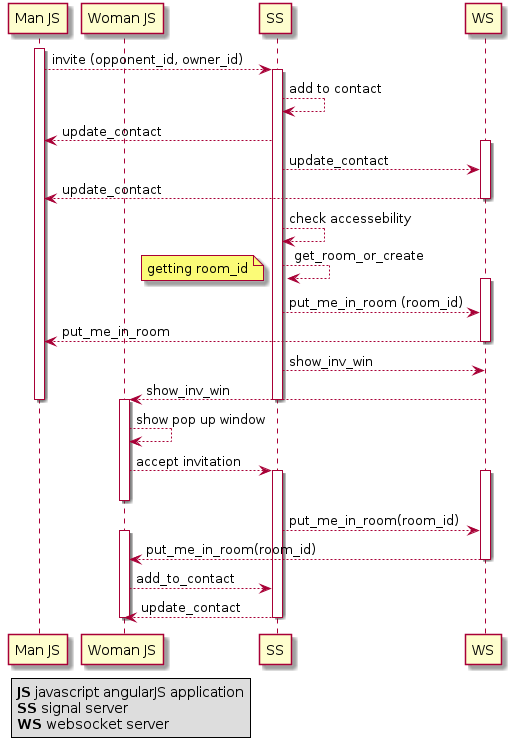 Man JS
Woman JS
SS
WS
invite (opponent_id, owner_id)
add to contact
update_contact
update_contact
update_contact
check accessebility
get_room_or_create
getting room_id
put_me_in_room (room_id)
put_me_in_room
show_inv_win
show_inv_win
show pop up window
accept invitation
put_me_in_room(room_id)
put_me_in_room(room_id)
add_to_contact
update_contact
Man JS
Woman JS
SS
WS
JS javascript angularJS application
SS signal server
WS websocket server